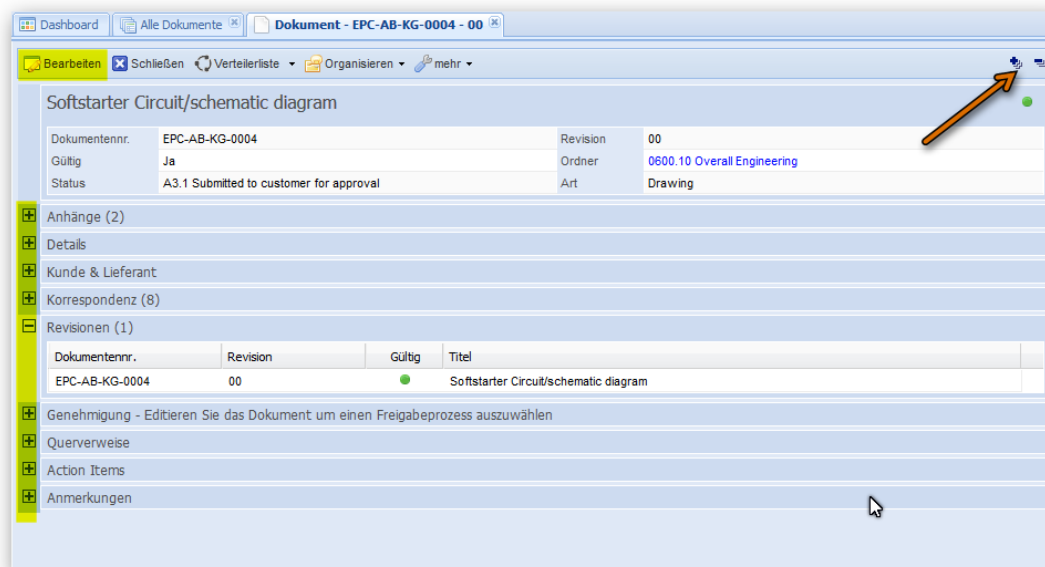 Dashboard Alle Dokumente Dokument - EPC-AB-KG-0004 - 00
Bearbeiten Schließen Verteilerliste Organisieren mehr
Softstarter Circuit/schematic diagram
Dokumentennr. EPC-AB-KG-0004 Revision 00
Gültig Ja Ordner 0600.10 Overall Engineering
Status A3.1 Submitted to customer for approval Art Drawing
Anhänge (2)
Details
Kunde & Lieferant
Korrespondenz (8)
Revisionen (1)
Dokumentennr. Revision Gültig Titel
EPC-AB-KG-0004 00 Softstarter Circuit/schematic diagram
Genehmigung - Editieren Sie das Dokument um einen Freigabeprozess auszuwählen
Querverweise
Action Items
Anmerkungen